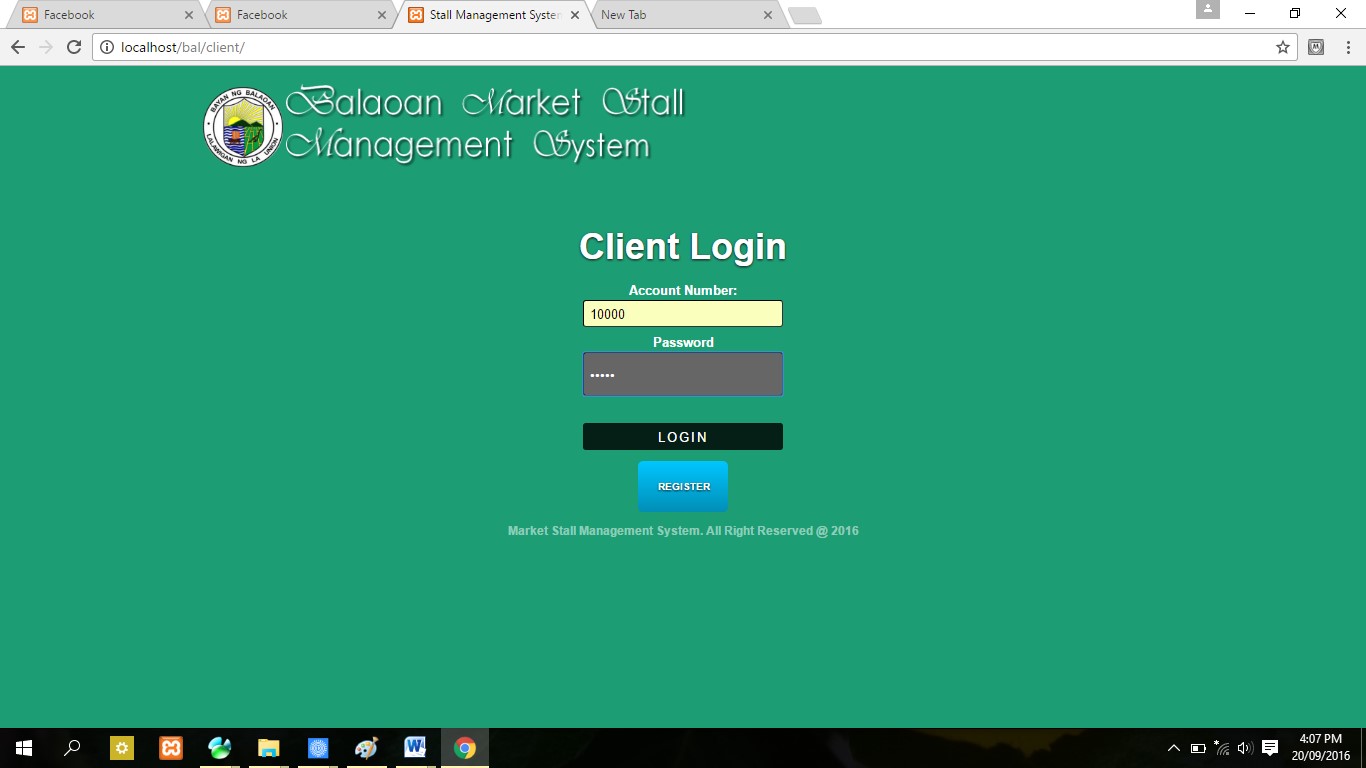 Facebook
Facebook
Stall Management System
New Tab
localhost/bal/client/
BAYAN NG BALAOAN
LALAWIGAN NG LA UNION
Balaoan Market Stall
Management System
Client Login
Account Number:
10000
Password
•••••
LOGIN
REGISTER
Market Stall Management System. All Right Reserved @ 2016
4:07 PM
20/09/2016